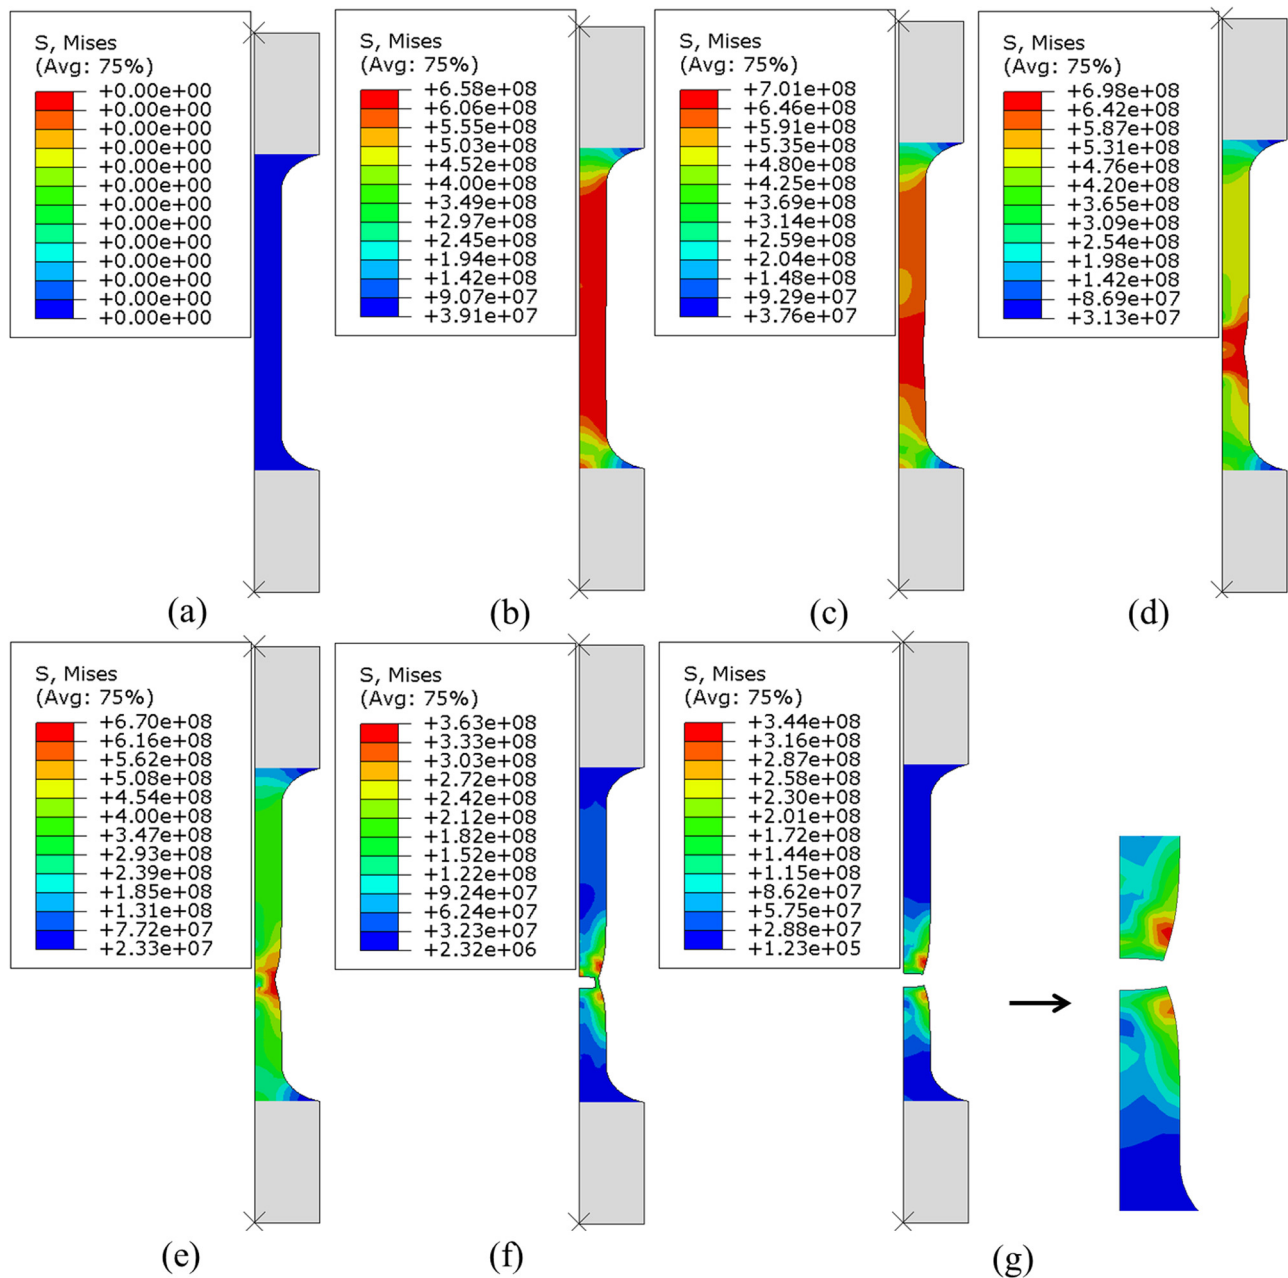 S, Mises
(Avg: 75%)
+0.00e+00
+0.00e+00
+0.00e+00
+0.00e+00
+0.00e+00
+0.00e+00
+0.00e+00
+0.00e+00
+0.00e+00
+0.00e+00
+0.00e+00
+0.00e+00
+0.00e+00
(a)
S, Mises
(Avg: 75%)
+6.58e+08
+6.06e+08
+5.55e+08
+5.03e+08
+4.52e+08
+4.00e+08
+3.49e+08
+2.97e+08
+2.45e+08
+1.94e+08
+1.42e+08
+9.07e+07
+3.91e+07
(b)
S, Mises
(Avg: 75%)
+7.01e+08
+6.46e+08
+5.91e+08
+5.35e+08
+4.80e+08
+4.25e+08
+3.69e+08
+3.14e+08
+2.59e+08
+2.04e+08
+1.48e+08
+9.29e+07
+3.76e+07
(c)
S, Mises
(Avg: 75%)
+6.98e+08
+6.42e+08
+5.87e+08
+5.31e+08
+4.76e+08
+4.20e+08
+3.65e+08
+3.09e+08
+2.54e+08
+1.98e+08
+1.42e+08
+8.69e+07
+3.13e+07
(d)
S, Mises
(Avg: 75%)
+6.70e+08
+6.16e+08
+5.62e+08
+5.08e+08
+4.54e+08
+4.00e+08
+3.47e+08
+2.93e+08
+2.39e+08
+1.85e+08
+1.31e+08
+7.72e+07
+2.33e+07
(e)
S, Mises
(Avg: 75%)
+3.63e+08
+3.33e+08
+3.03e+08
+2.72e+08
+2.42e+08
+2.12e+08
+1.82e+08
+1.52e+08
+1.22e+08
+9.24e+07
+6.24e+07
+3.23e+07
+2.32e+06
(f)
S, Mises
(Avg: 75%)
+3.44e+08
+3.16e+08
+2.87e+08
+2.58e+08
+2.30e+08
+2.01e+08
+1.72e+08
+1.44e+08
+1.15e+08
+8.62e+07
+5.75e+07
+2.88e+07
+1.23e+05
(g)